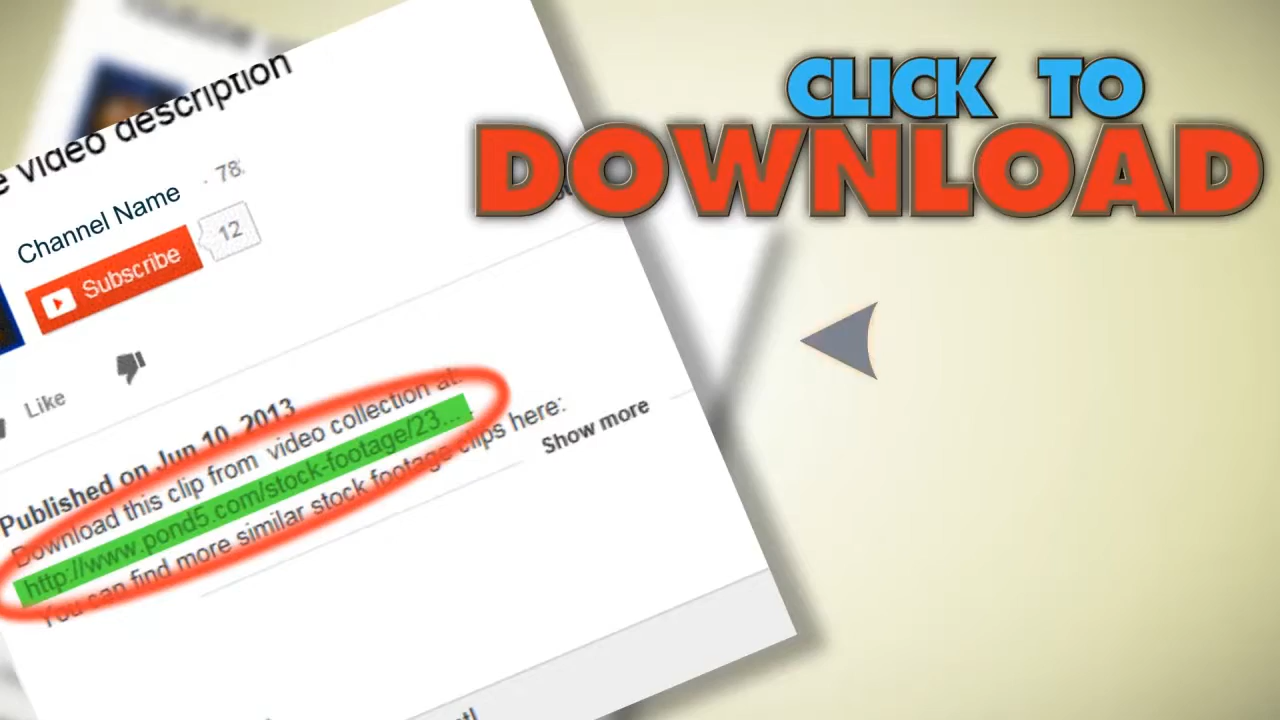 CLICK TO
DOWNLOAD
video description
Channel Name
Subscribe
12
Like
Published on Jun 10, 2013
Download this clip from video collection at:
http://www.pond5.com/stock-footage/23...
You can find more similar stock footage clips here:
Show more